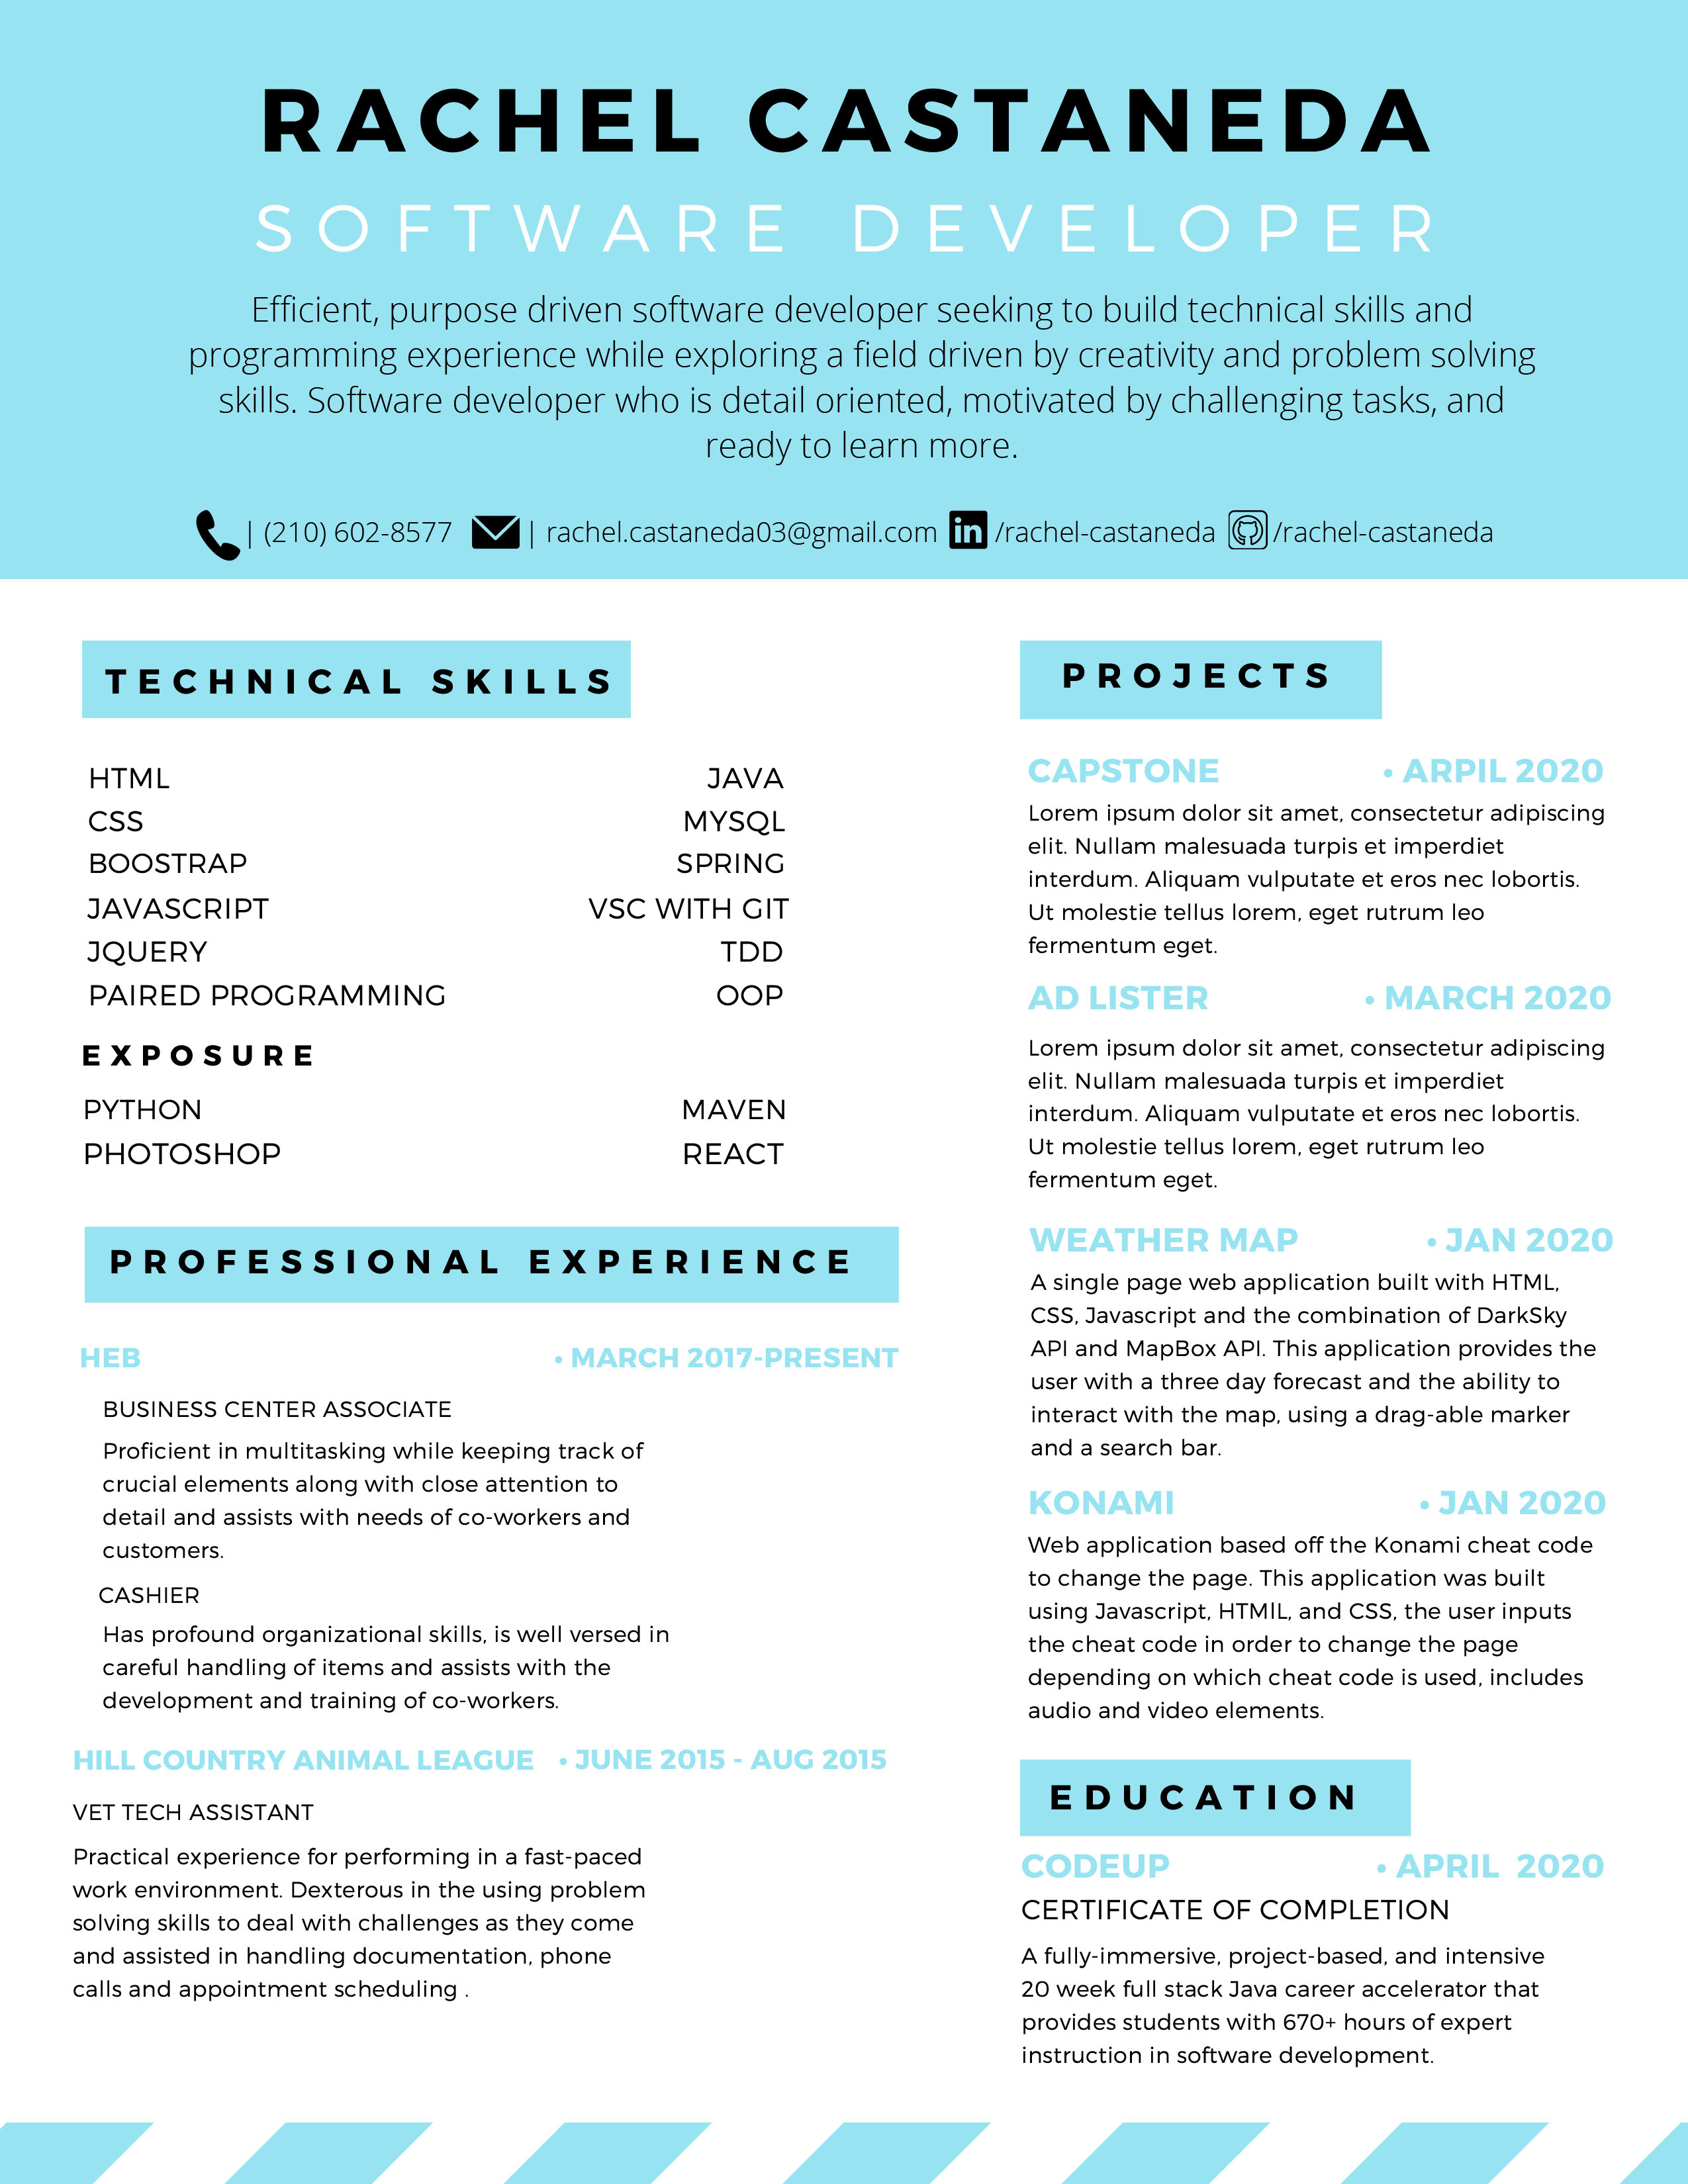 RACHEL CASTANEDA
SOFTWARE DEVELOPER
Efficient, purpose driven software developer seeking to build technical skills and
programming experience while exploring a field driven by creativity and problem solving
skills. Software developer who is detail oriented, motivated by challenging tasks, and
ready to learn more.
| (210) 602-8577 | rachel.castaneda03@gmail.com in /rachel-castaneda /rachel-castaneda
TECHNICAL SKILLS
HTML JAVA
CSS MYSQL
BOOSTRAP SPRING
JAVASCRIPT VSC WITH GIT
JQUERY TDD
PAIRED PROGRAMMING OOP
EXPOSURE
PYTHON MAVEN
PHOTOSHOP REACT
PROFESSIONAL EXPERIENCE
HEB • MARCH 2017-PRESENT
BUSINESS CENTER ASSOCIATE
Proficient in multitasking while keeping track of
crucial elements along with close attention to
detail and assists with needs of co-workers and
customers.
CASHIER
Has profound organizational skills, is well versed in
careful handling of items and assists with the
development and training of co-workers.
HILL COUNTRY ANIMAL LEAGUE • JUNE 2015 - AUG 2015
VET TECH ASSISTANT
Practical experience for performing in a fast-paced
work environment. Dexterous in the using problem
solving skills to deal with challenges as they come
and assisted in handling documentation, phone
calls and appointment scheduling .
PROJECTS
CAPSTONE • ARPIL 2020
Lorem ipsum dolor sit amet, consectetur adipiscing
elit. Nullam malesuada turpis et imperdiet
interdum. Aliquam vulputate et eros nec lobortis.
Ut molestie tellus lorem, eget rutrum leo
fermentum eget.
AD LISTER • MARCH 2020
Lorem ipsum dolor sit amet, consectetur adipiscing
elit. Nullam malesuada turpis et imperdiet
interdum. Aliquam vulputate et eros nec lobortis.
Ut molestie tellus lorem, eget rutrum leo
fermentum eget.
WEATHER MAP • JAN 2020
A single page web application built with HTML,
CSS, Javascript and the combination of DarkSky
API and MapBox API. This application provides the
user with a three day forecast and the ability to
interact with the map, using a drag-able marker
and a search bar.
KONAMI • JAN 2020
Web application based off the Konami cheat code
to change the page. This application was built
using Javascript, HTMlL, and CSS, the user inputs
the cheat code in order to change the page
depending on which cheat code is used, includes
audio and video elements.
EDUCATION
CODEUP • APRIL 2020
CERTIFICATE OF COMPLETION
A fully-immersive, project-based, and intensive
20 week full stack Java career accelerator that
provides students with 670+ hours of expert
instruction in software development.